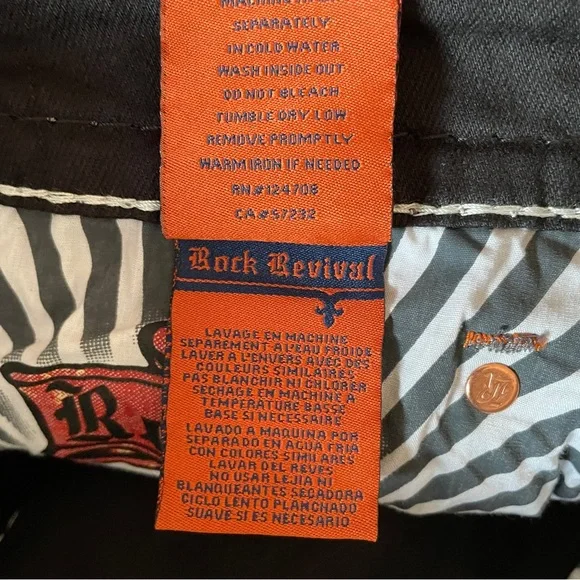 MACHINE WASH
SEPARATELY
IN COLD WATER
WASH INSIDE OUT
DO NOT BLEACH
TUMBLE DRY LOW
REMOVE PROMPTLY
WARM IRON IF NEEDED
RN#124708
CA#57232
Rock Revival
LAVAGE EN MACHINE
SEPAREMENT A L'EAU FROIDE
LAVER A L'ENVERS AVEC DES
COULEURS SIMILAIRES
PAS BLANCHIR NI CHLORER
SECHAGE EN MACHINE A
TEMPERATURE BASSE
BASE SI NECESSAIRE
LAVADO A MAQUINA POR
SEPARADO EN AGUA FRIA
CON COLORES SIMILARES
LAVAR DEL REVES
NO USAR LEJIA NI
BLANQUEANTES SECADORA
CICLO LENTO PLANCHADO
SUAVE SI ES NECESARIO
R